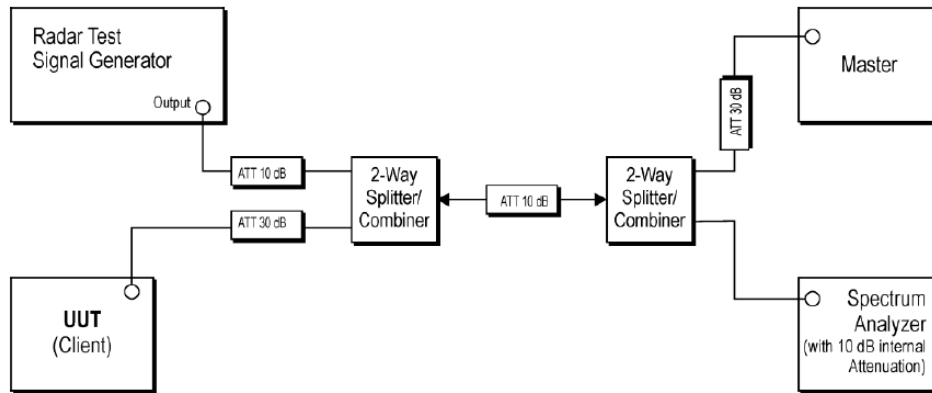 Radar Test
Signal Generator
Output
ATT 10 dB
ATT 30 dB
UUT
(Client)
2-Way
Splitter/
Combiner
ATT 10 dB
2-Way
Splitter/
Combiner
ATT 30 dB
Master
Spectrum
Analyzer
(with 10 dB internal
Attenuation)